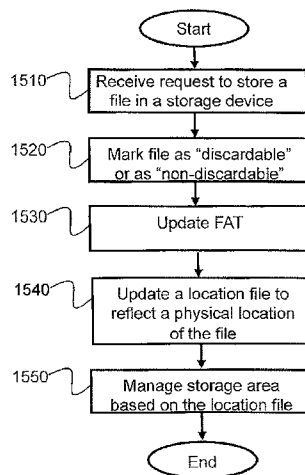 Start
1510
Receive request to store a
file in a storage device
1520
Mark file as "discardable"
or as "non-discardable"
1530
Update FAT
1540
Update a location file to
reflect a physical location
of the file
1550
Manage storage area
based on the location file
End